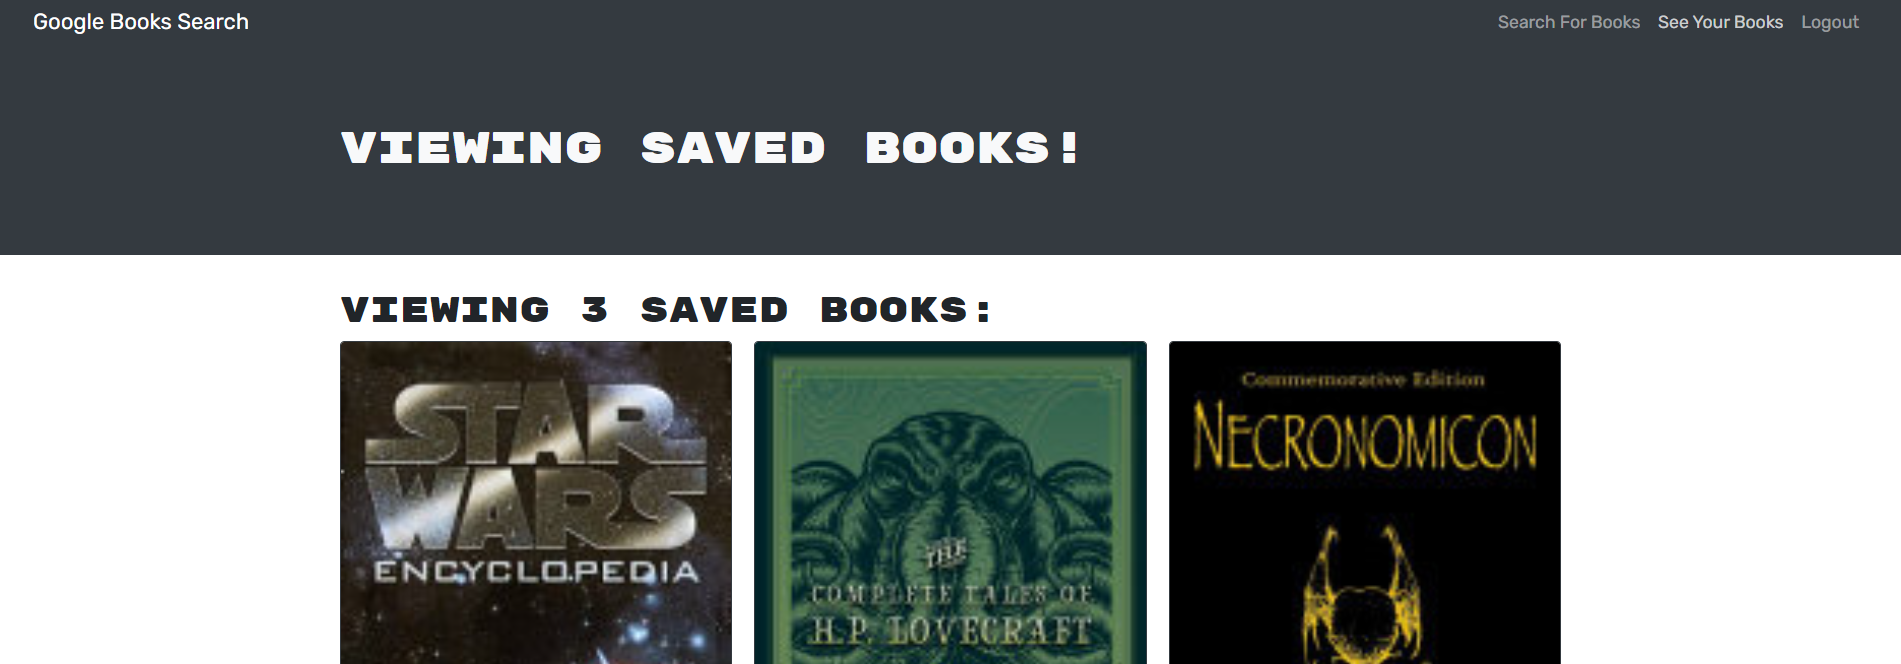 Google Books Search
Search For Books See Your Books Logout
VIEWING SAVED BOOKS!
VIEWING 3 SAVED BOOKS:
STAR
WARS
ENCYCLOPEDIA
THE
COMPLETE TALES OF
H.P. LOVECRAFT
Commemorative Edition
NECRONOMICON